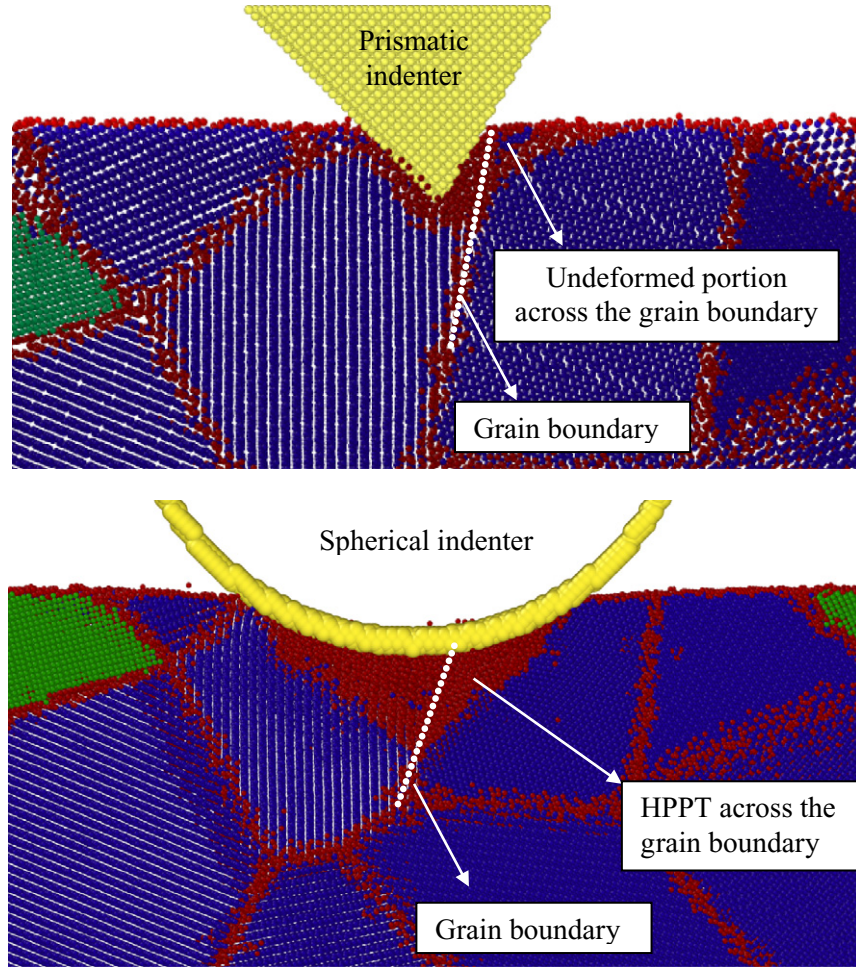 Prismatic
indenter
Undeformed portion
across the grain boundary
Grain boundary
Spherical indenter
HPPT across the
grain boundary
Grain boundary